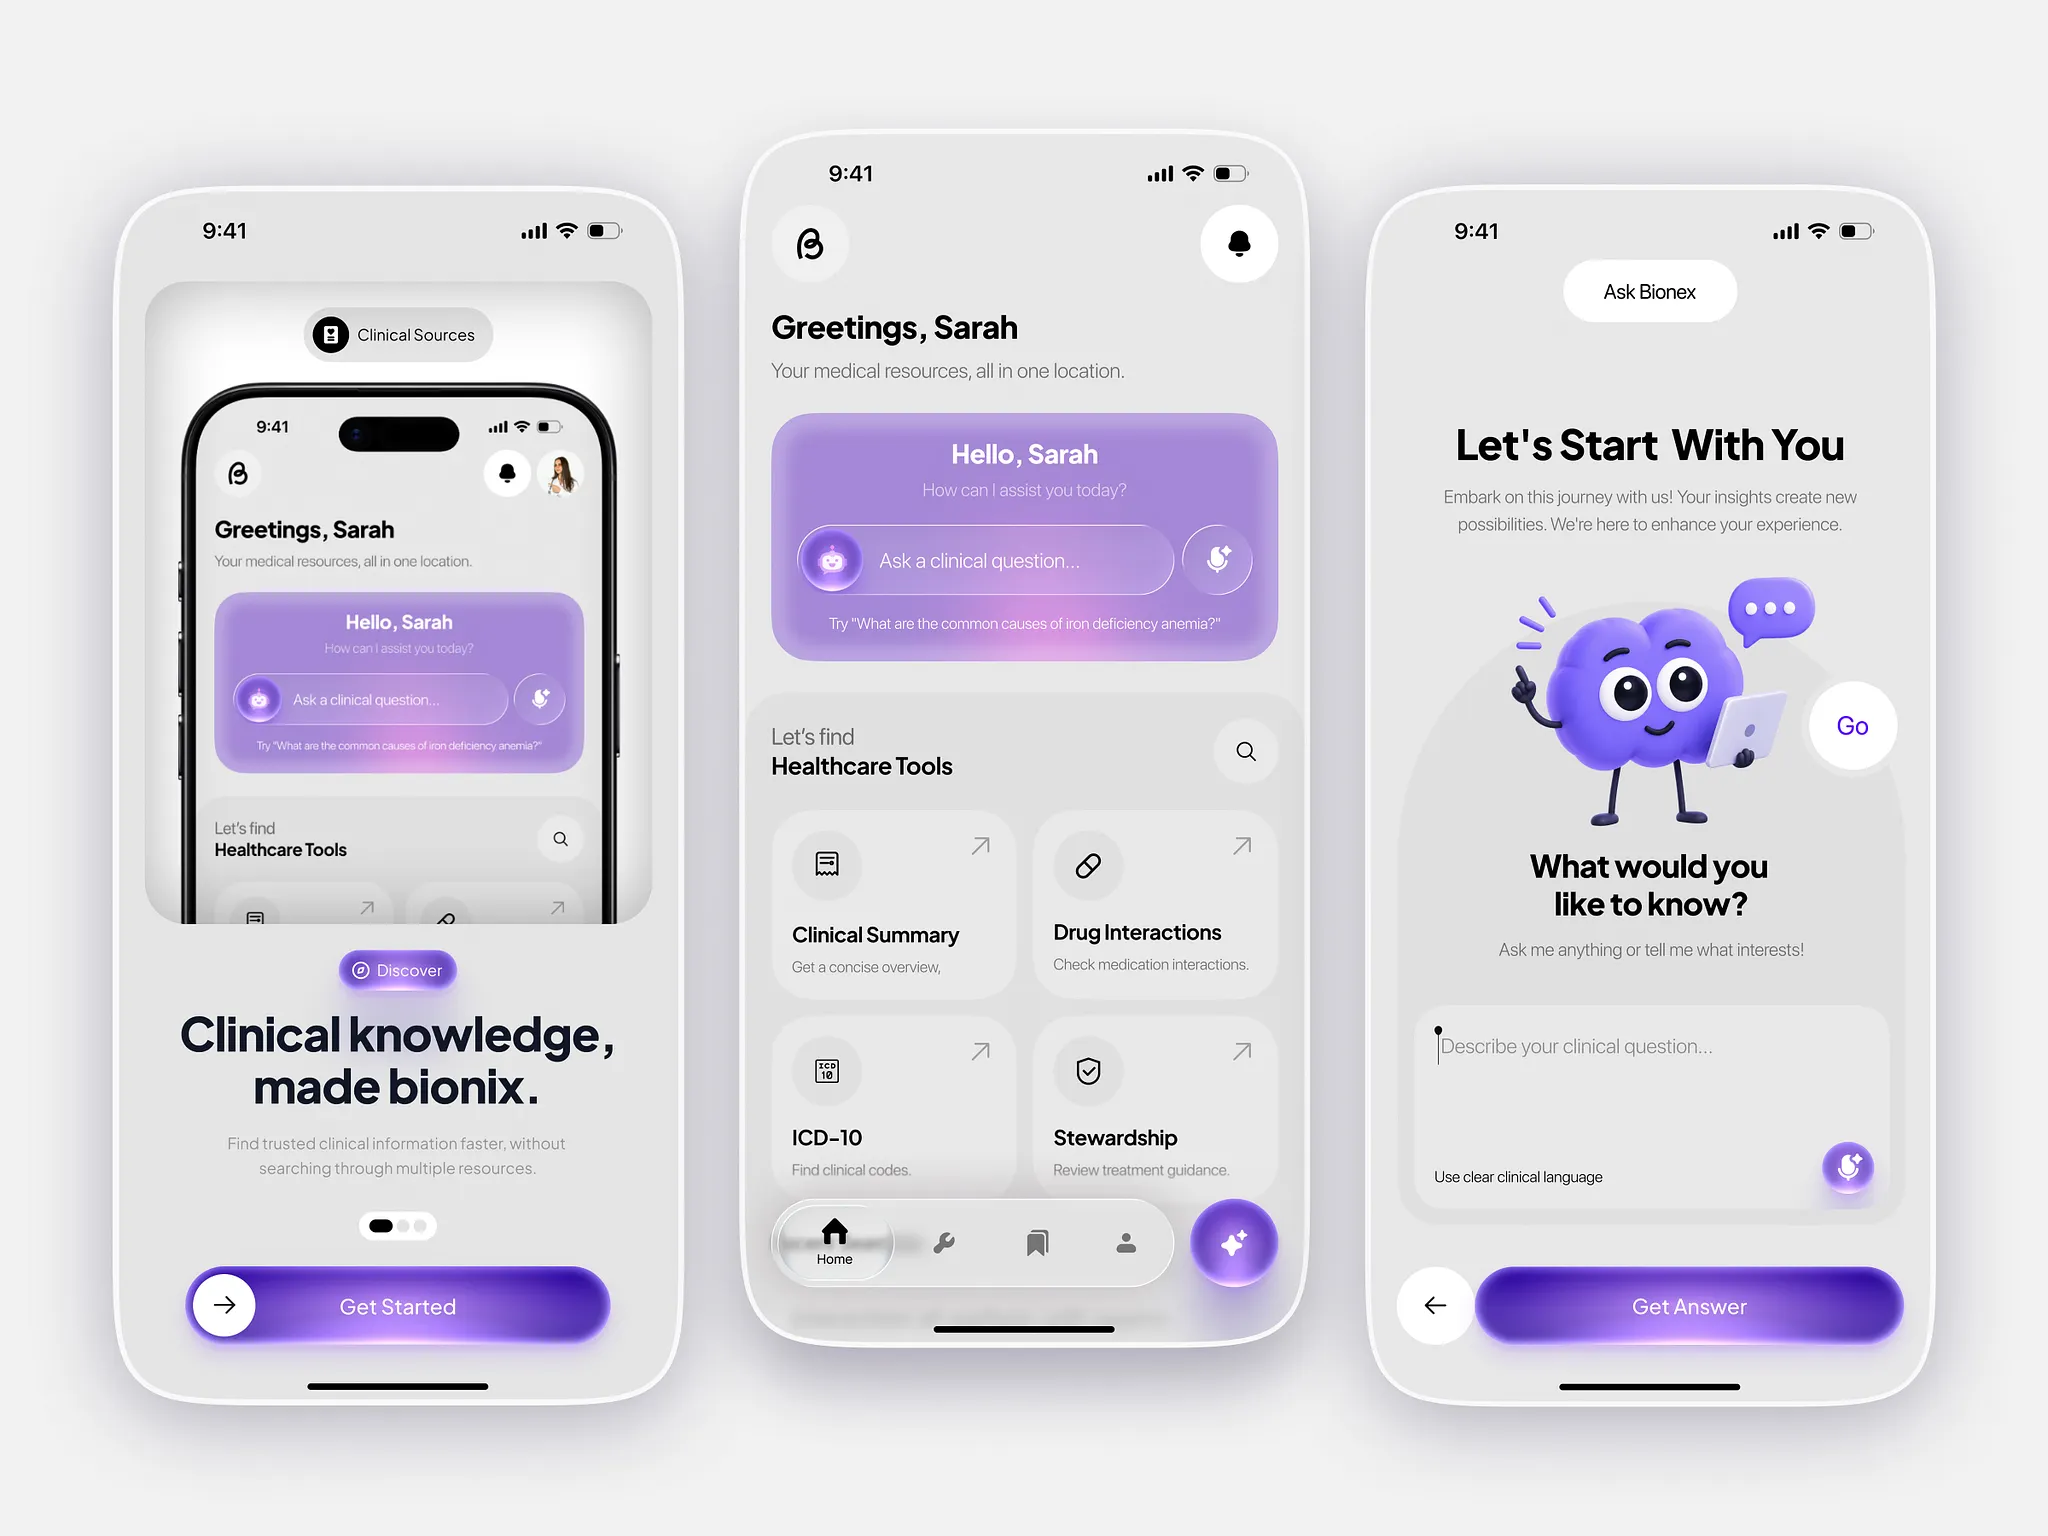 9:41
Clinical Sources
9:41
Greetings, Sarah
Your medical resources, all in one location.
Hello, Sarah
How can I assist you today?
Ask a clinical question...
Try "What are the common causes of iron deficiency anemia?"
Let's find
Healthcare Tools
Discover
Clinical knowledge,
made bionix.
Find trusted clinical information faster, without
searching through multiple resources.
Get Started
9:41
Greetings, Sarah
Your medical resources, all in one location.
Hello, Sarah
How can I assist you today?
Ask a clinical question...
Try "What are the common causes of iron deficiency anemia?"
Let's find
Healthcare Tools
Clinical Summary
Get a concise overview,
Drug Interactions
Check medication interactions.
ICD
10
ICD-10
Find clinical codes.
Stewardship
Review treatment guidance.
Home
9:41
Ask Bionex
Let's Start With You
Embark on this journey with us! Your insights create new
possibilities. We're here to enhance your experience.
Go
What would you
like to know?
Ask me anything or tell me what interests!
Describe your clinical question...
Use clear clinical language
Get Answer